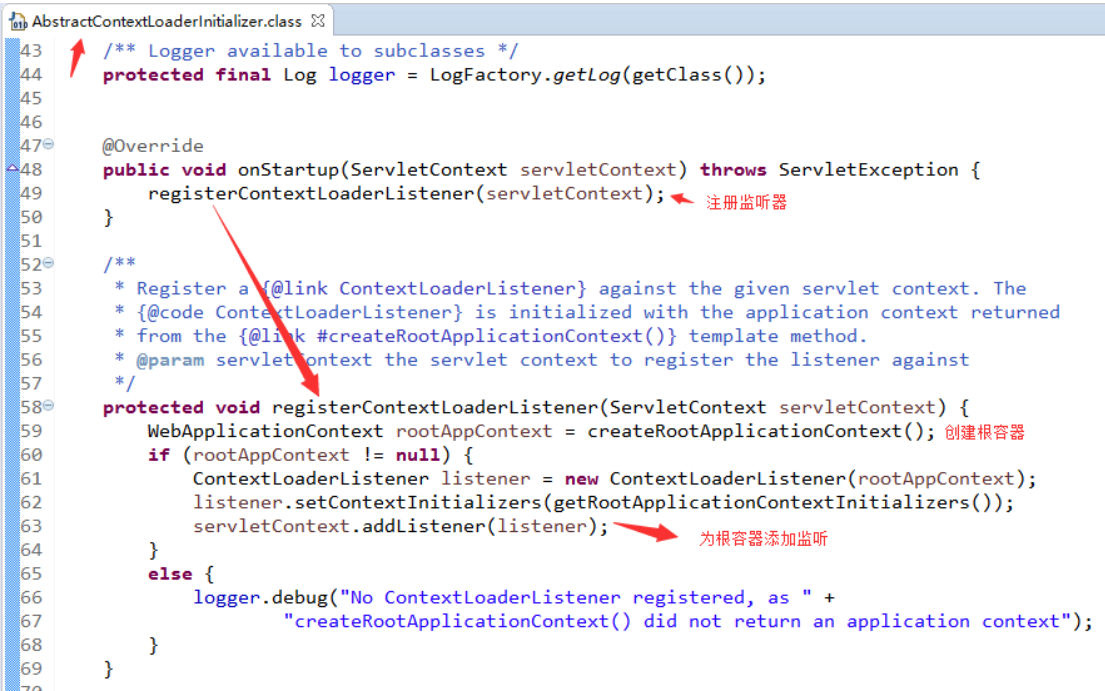 AbstractContextLoaderInitializer.class
43 /** Logger available to subclasses */
44 protected final Log logger = LogFactory.getLog(getClass());
45
46
47 @Override
48 public void onStartup(ServletContext servletContext) throws ServletException {
49 registerContextLoaderListener(servletContext); 注册监听器
50 }
51
52 /**
53 * Register a {@link ContextLoaderListener} against the given servlet context. The
54 * {@code ContextLoaderListener} is initialized with the application context returned
55 * from the {@link #createRootApplicationContext()} template method.
56 * @param servletContext the servlet context to register the listener against
57 */
58 protected void registerContextLoaderListener(ServletContext servletContext) {
59 WebApplicationContext rootAppContext = createRootApplicationContext(); 创建根容器
60 if (rootAppContext != null) {
61 ContextLoaderListener listener = new ContextLoaderListener(rootAppContext);
62 listener.setContextInitializers(getRootApplicationContextInitializers());
63 servletContext.addListener(listener); 为根容器添加监听
64 }
65 else {
66 logger.debug("No ContextLoaderListener registered, as " +
67 "createRootApplicationContext() did not return an application context");
68 }
69 }
70